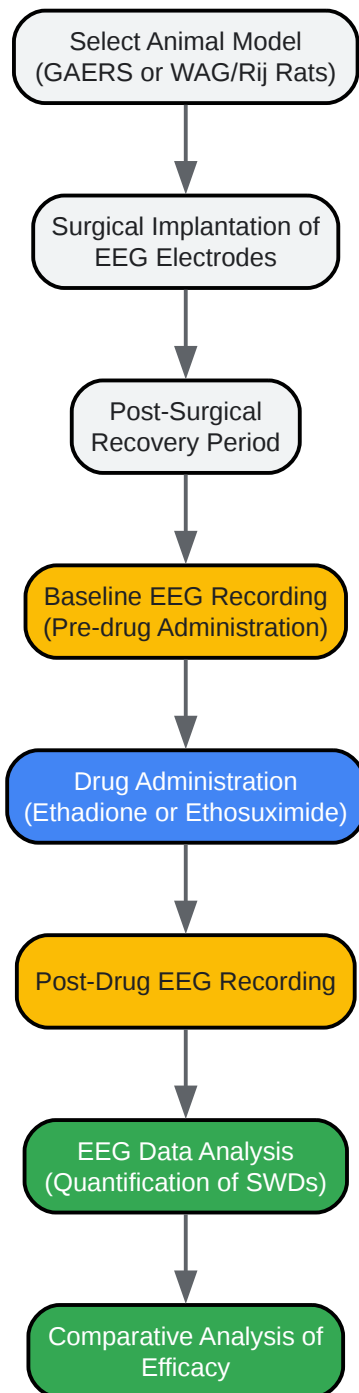 Select Animal Model
(GAERS or WAG/Rij Rats)
Surgical Implantation of
EEG Electrodes
Post-Surgical
Recovery Period
Baseline EEG Recording
(Pre-drug Administration)
Drug Administration
(Ethadione or Ethosuximide)
Post-Drug EEG Recording
EEG Data Analysis
(Quantification of SWDs)
Comparative Analysis of
Efficacy